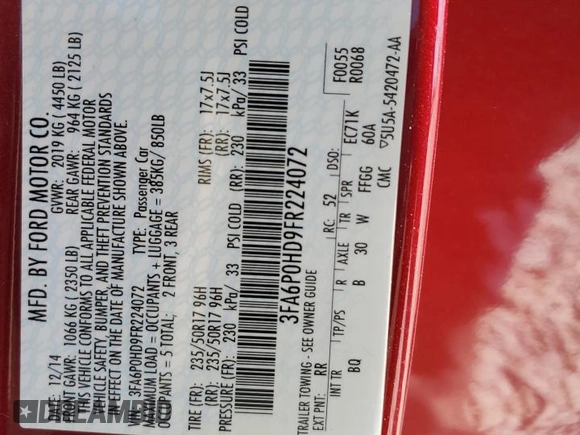 MFD. BY FORD MOTOR CO.
12/14 GVWR: 2019 KG ( 4450 LB)
FRONT GAWR: 1066 KG ( 2350 LB) REAR GAWR: 964 KG ( 2125 LB)
THIS VEHICLE CONFORMS TO ALL APPLICABLE FEDERAL MOTOR
VEHICLE SAFETY, BUMPER, AND THEFT PREVENTION STANDARDS
IN EFFECT ON THE DATE OF MANUFACTURE SHOWN ABOVE.
VIN: 3FA6P0HD9FR224072 TYPE: Passenger Car
MAXIMUM LOAD = OCCUPANTS + LUGGAGE = 385KG/ 850LB
OCCUPANTS = 5 TOTAL: 2 FRONT, 3 REAR
TIRE (FR): 235/50R17 96H RIMS (FR): 17x7.5J
(RR): 235/50R17 96H (RR): 17x7.5J
PRESSURE (FR): 230 kPa/ 33 PSI COLD (RR): 230 kPa/ 33 PSI COLD
3FA6P0HD9FR224072
TRAILER TOWING - SEE OWNER GUIDE
EXT PNT: RR RC: 52 DSO: F0055
R0068
INT TR TP/PS R AXLE TR SPR EC71K
BQ B 30 W FFGG 60A
CMC ▽5U5A-5420472-AA
DREAMBID